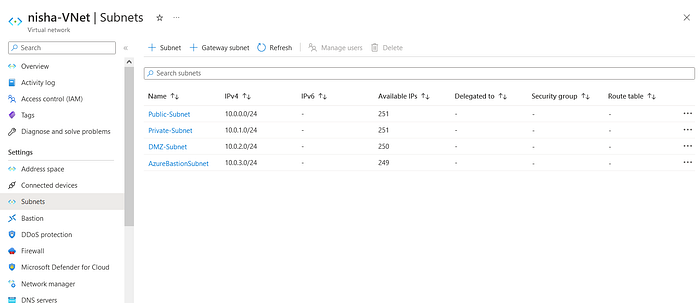 nisha-VNet | Subnets ☆ ···
Virtual network
Search
Overview
Activity log
Access control (IAM)
Tags
Diagnose and solve problems
Settings
Address space
Connected devices
Subnets
Bastion
DDoS protection
Firewall
Microsoft Defender for Cloud
Network manager
DNS servers
+ Subnet + Gateway subnet Refresh Manage users Delete
Search subnets
Name ↑↓ IPv4 ↑↓ IPv6 ↑↓ Available IPs ↑↓ Delegated to ↑↓ Security group ↑↓ Route table ↑↓
Public-Subnet 10.0.0.0/24 - 251 - - - ···
Private-Subnet 10.0.1.0/24 - 251 - - - ···
DMZ-Subnet 10.0.2.0/24 - 250 - - - ···
AzureBastionSubnet 10.0.3.0/24 - 249 - - - ···